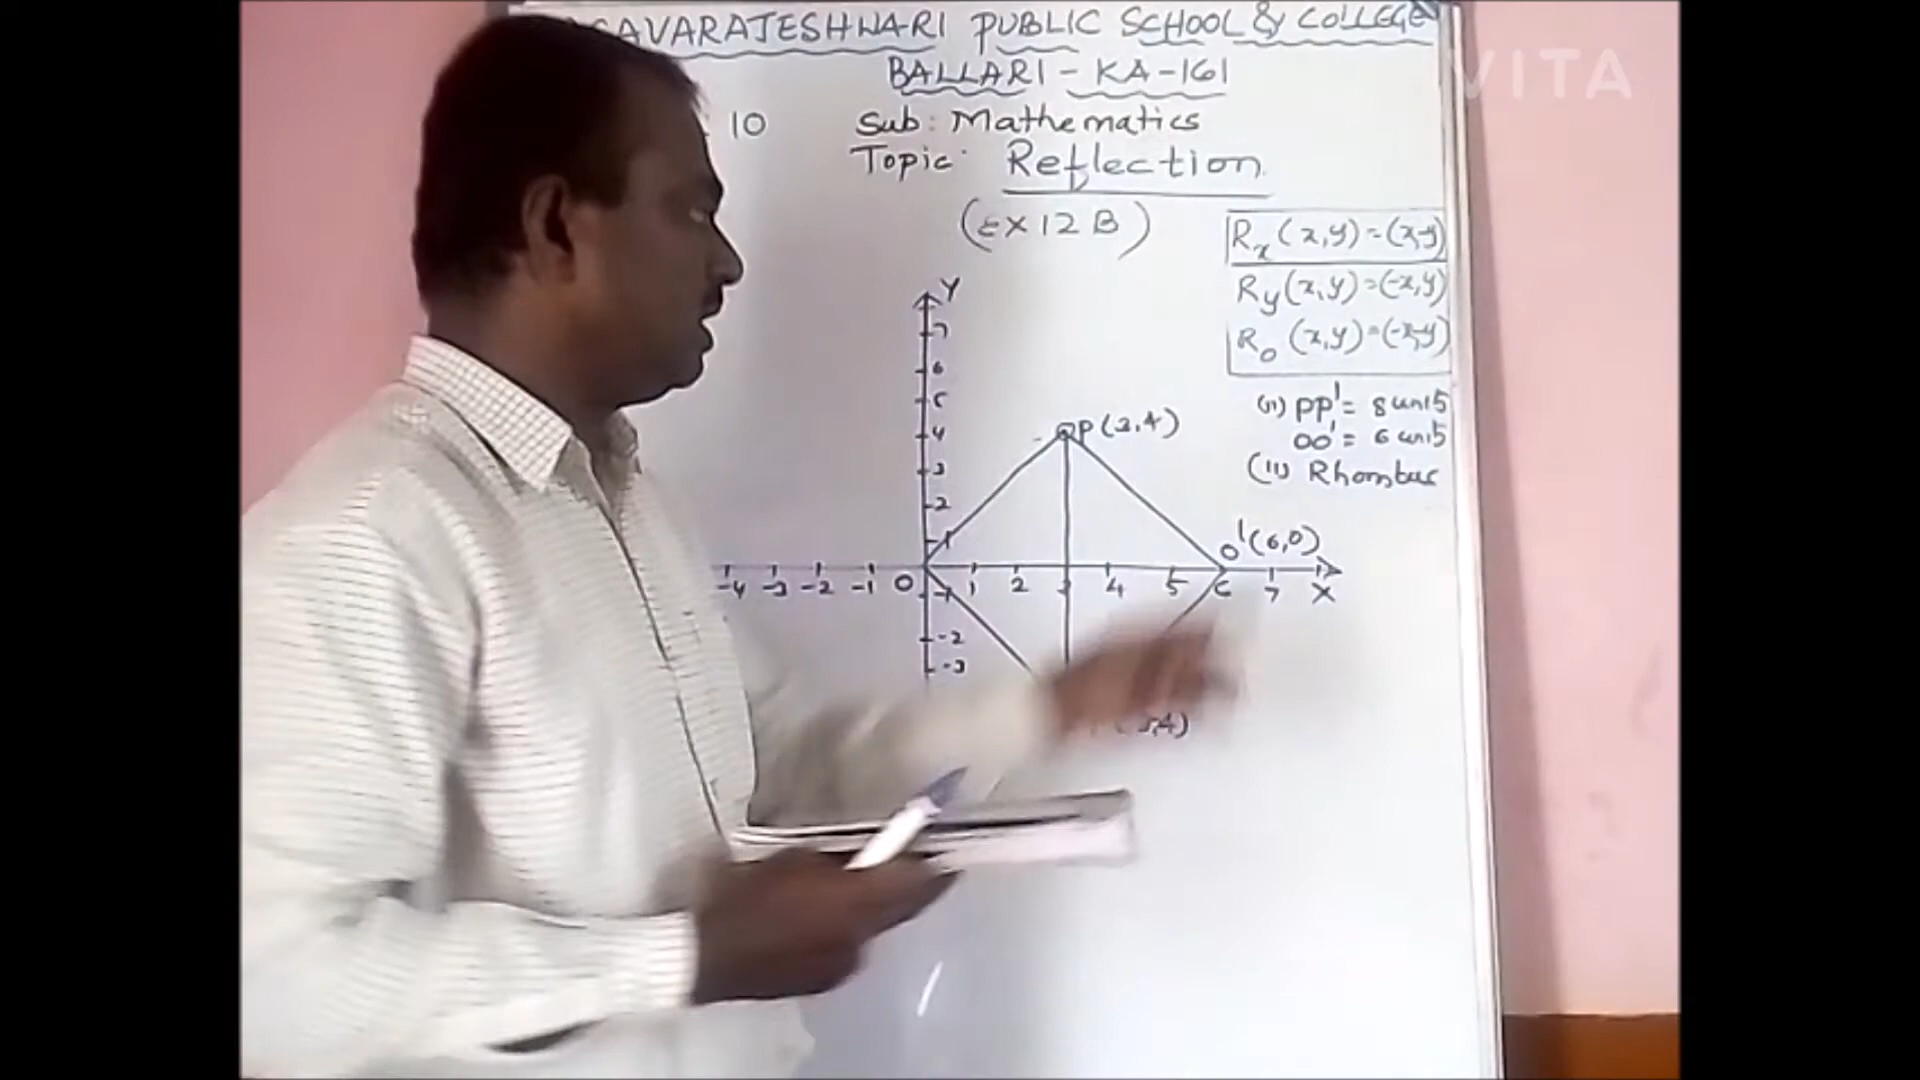 AVARAJESHWARI PUBLIC SCHOOL & COLLEGE
VITA
BALLARI - KA-161
: 10 Sub: Mathematics
Topic: Reflection
(EX 12 B)
Rx (x,y) = (x,-y)
Ry (x,y) = (-x,y)
Ro (x,y) = (-x,-y)
(ii) PP' = 8 units
OO' = 6 units
(iii) Rhombus
Y
7
6
5
4 P(3,4)
3
2
1
O'(6,0)
-4 -3 -2 -1 O 1 2 3 4 5 6 7 X
-1
-2
-3